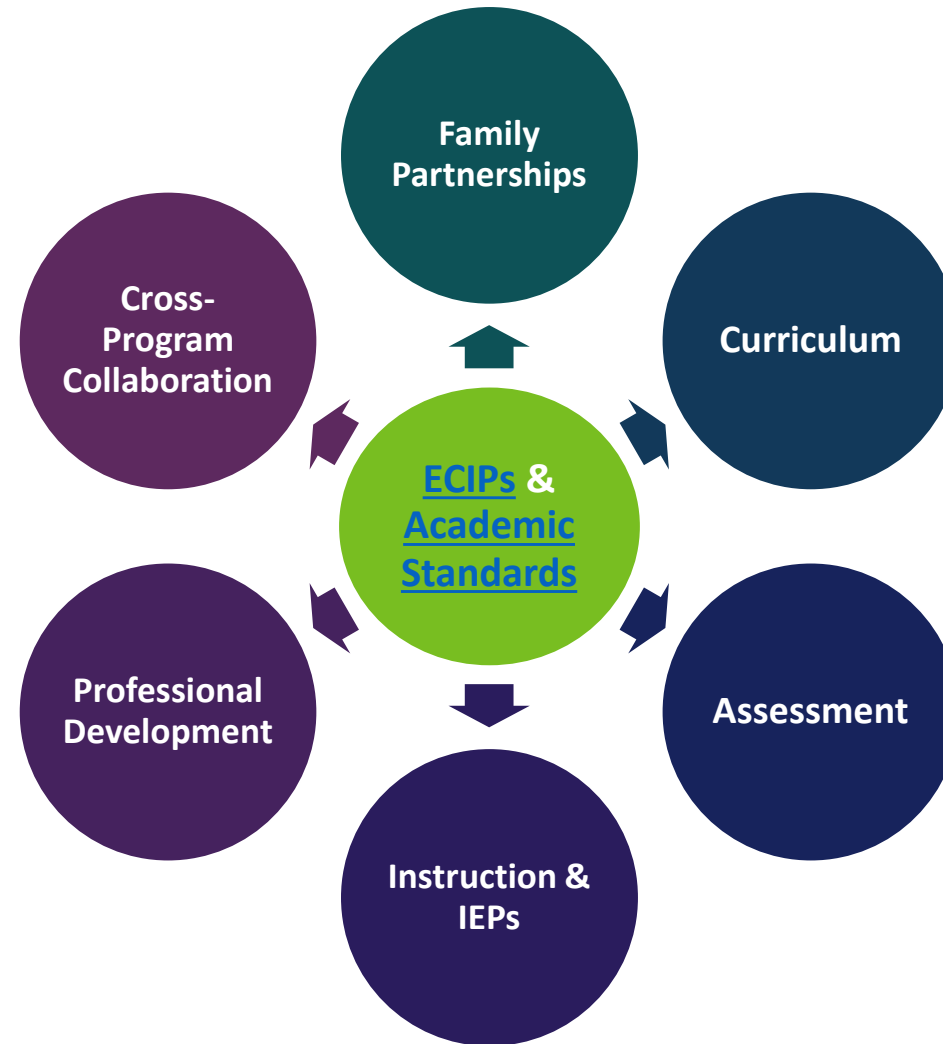 Family
Partnerships
Cross-
Program
Collaboration
Curriculum
ECIPs &
Academic
Standards
Professional
Development
Assessment
Instruction &
IEPs